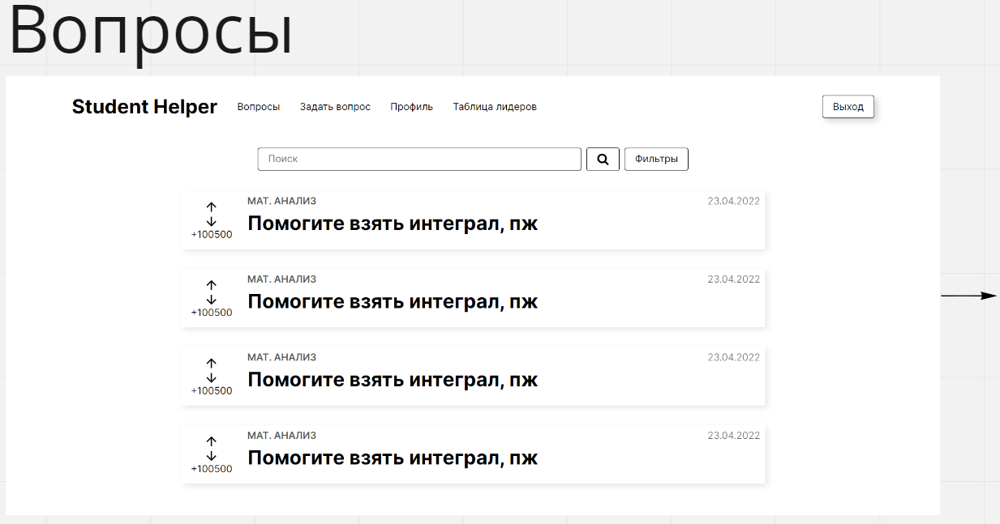 Вопросы
Student Helper Вопросы Задать вопрос Профиль Таблица лидеров Выход
Поиск Фильтры
МАТ. АНАЛИЗ 23.04.2022
Помогите взять интеграл, пж
+100500
МАТ. АНАЛИЗ 23.04.2022
Помогите взять интеграл, пж
+100500
МАТ. АНАЛИЗ 23.04.2022
Помогите взять интеграл, пж
+100500
МАТ. АНАЛИЗ 23.04.2022
Помогите взять интеграл, пж
+100500